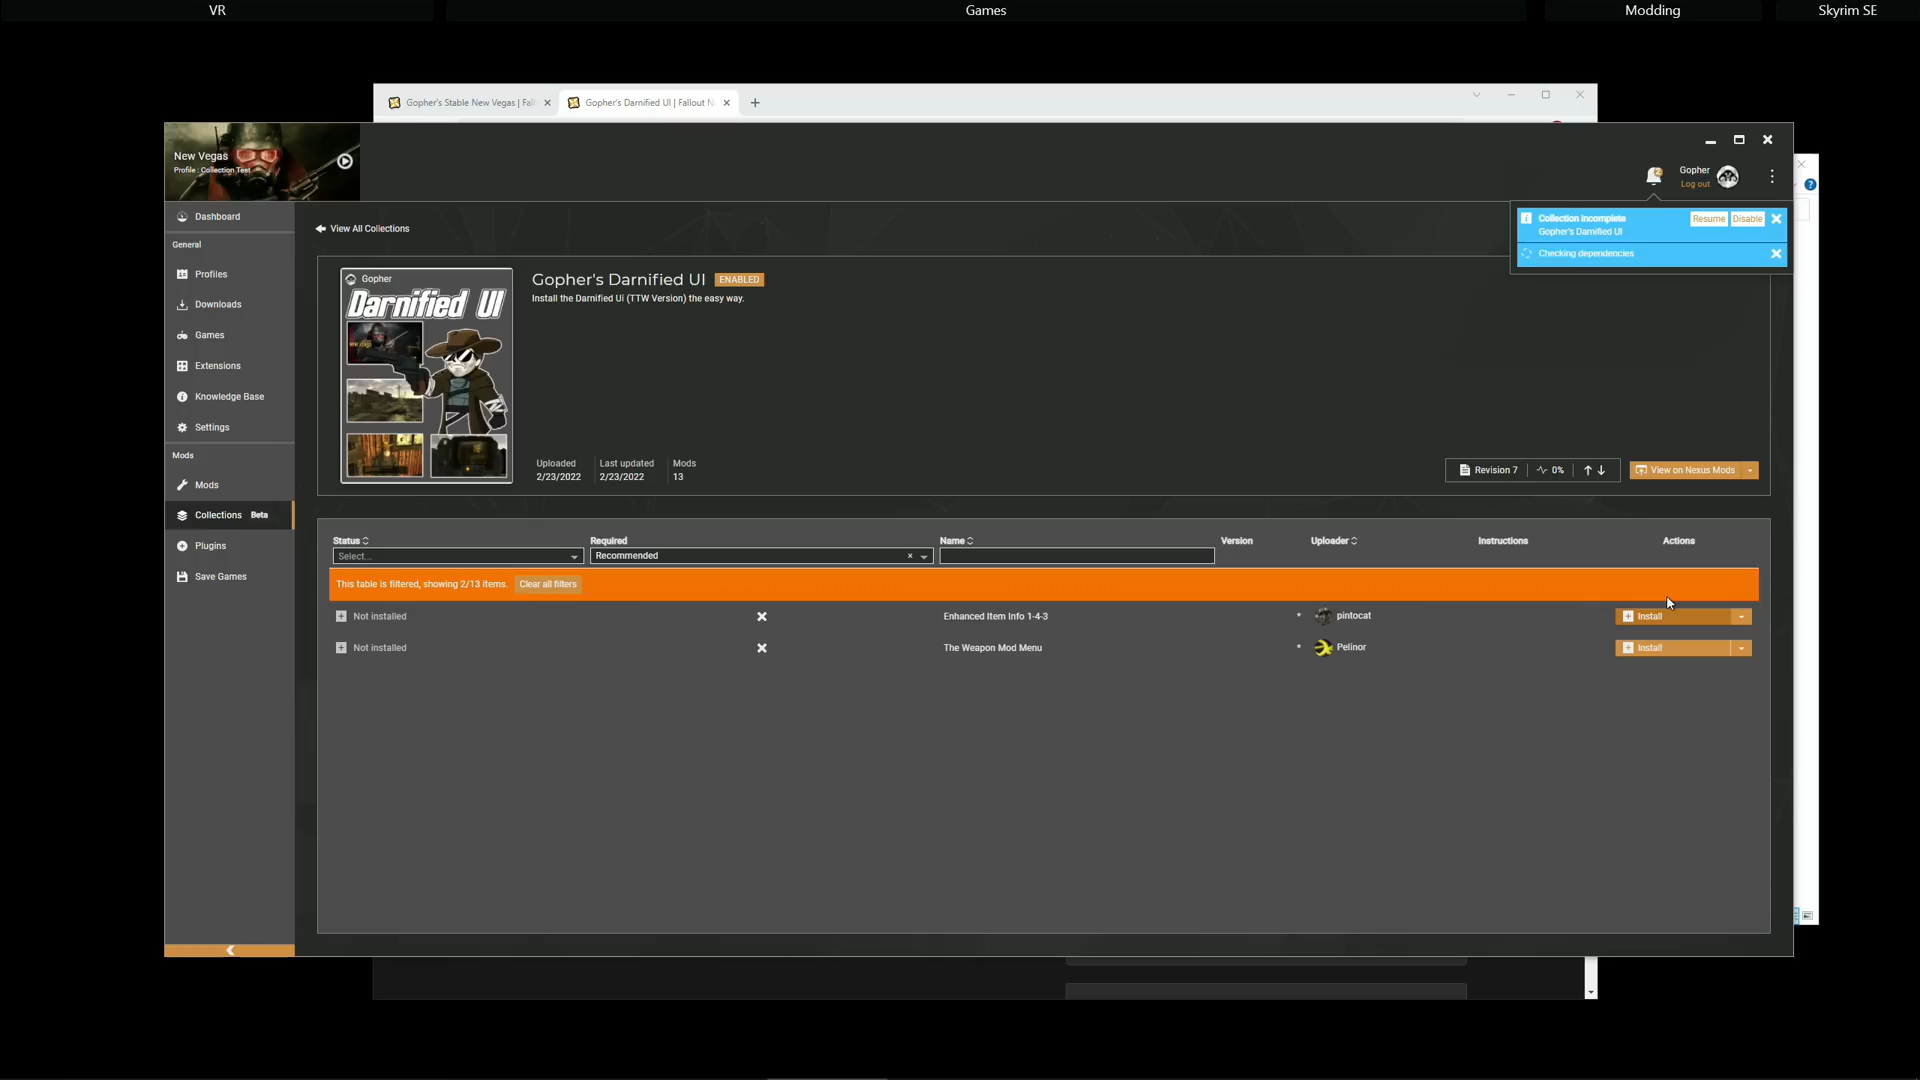 VR
Games
Modding
Skyrim SE
Gopher's Stable New Vegas | Fal
Gopher's Darnified UI | Fallout N
New Vegas
Profile : Collection Test
Gopher
Log out
Collection incomplete
Resume
Disable
Gopher's Darnified UI
Checking dependencies
Dashboard
General
Profiles
Downloads
Games
Extensions
Knowledge Base
Settings
Mods
Mods
Collections Beta
Plugins
Save Games
View All Collections
Gopher
Darnified UI
Gopher's Darnified UI ENABLED
Install the Darnified Ui (TTW Version) the easy way.
Uploaded Last updated Mods
2/23/2022 2/23/2022 13
Revision 7 0% View on Nexus Mods
Status Required Name Version Uploader Instructions Actions
Select... Recommended
This table is filtered, showing 2/13 items. Clear all filters
Not installed Enhanced Item Info 1-4-3 * pintocat Install
Not installed The Weapon Mod Menu * Pelinor Install